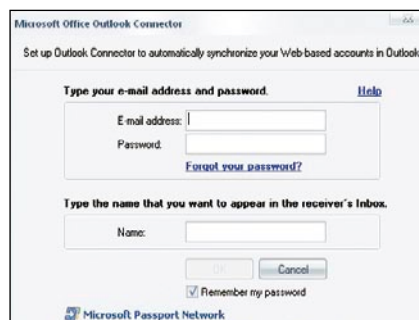 Microsoft Office Outlook Connector
Set up Outlook Connector to automatically synchronize your Web-based accounts in Outlook
Type your e-mail address and password.
Help
E-mail address:
Password:
Forgot your password?
Type the name that you want to appear in the receiver's Inbox.
Name:
OK
Cancel
Remember my password
Microsoft Passport Network